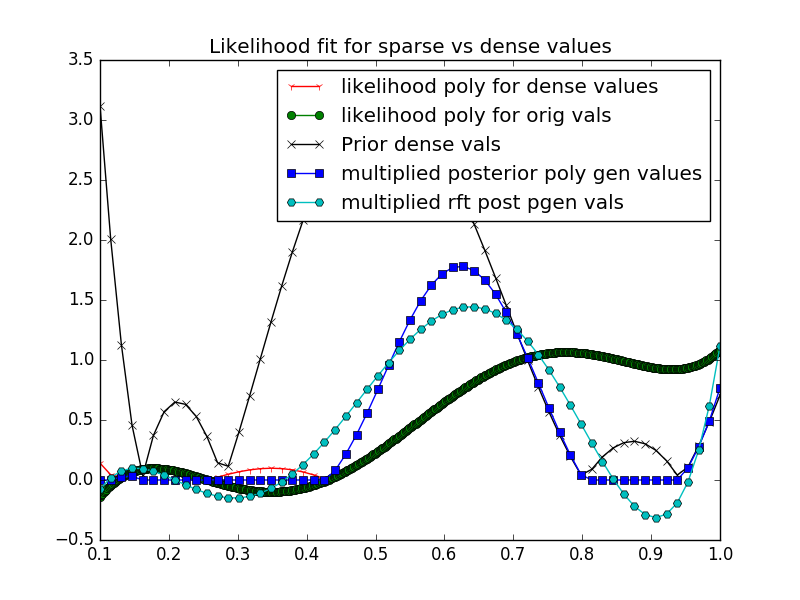 Likelihood fit for sparse vs dense values
likelihood poly for dense values
likelihood poly for orig vals
Prior dense vals
multiplied posterior poly gen values
multiplied rft post pgen vals
3.5
3.0
2.5
2.0
1.5
1.0
0.5
0.0
−0.5
0.1 0.2 0.3 0.4 0.5 0.6 0.7 0.8 0.9 1.0